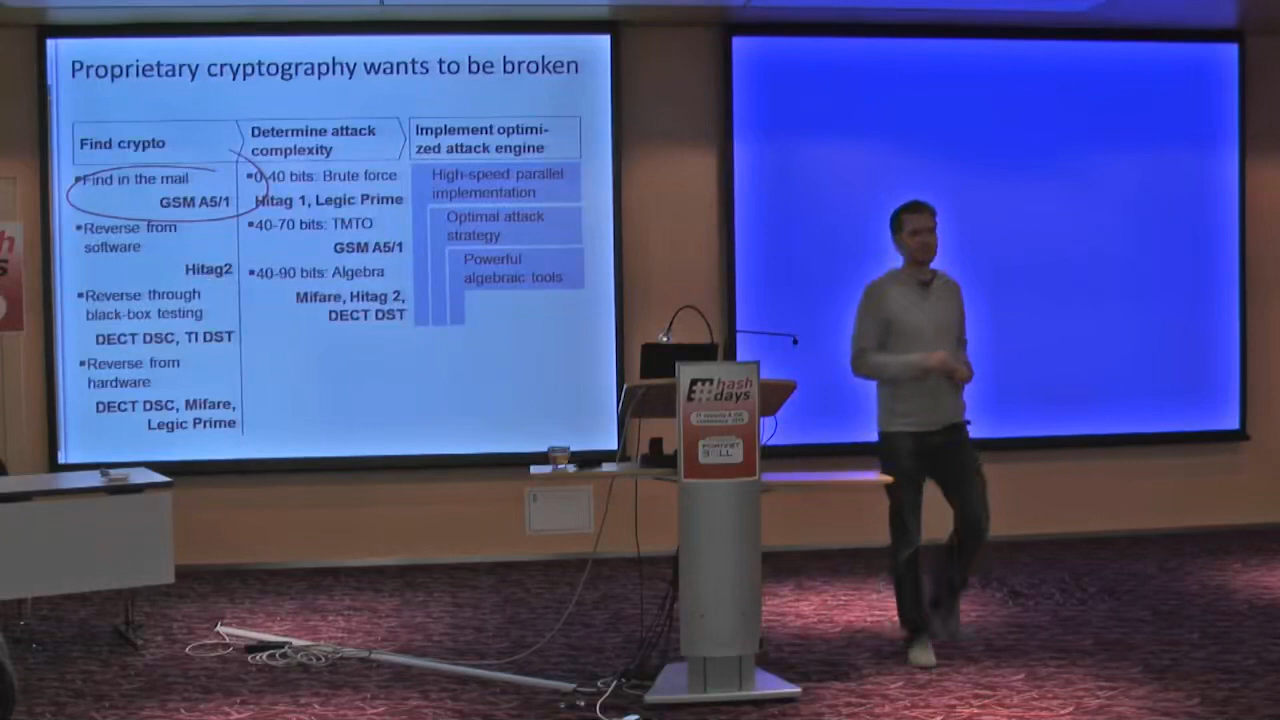 Proprietary cryptography wants to be broken
Find crypto
▪Find in the mail
GSM A5/1
▪Reverse from
software
Hitag2
▪Reverse through
black-box testing
DECT DSC, TI DST
▪Reverse from
hardware
DECT DSC, Mifare,
Legic Prime
Determine attack
complexity
▪0-40 bits: Brute force
Hitag 1, Legic Prime
▪40-70 bits: TMTO
GSM A5/1
▪40-90 bits: Algebra
Mifare, Hitag 2,
DECT DST
Implement optimi-
zed attack engine
High-speed parallel
implementation
Optimal attack
strategy
Powerful
algebraic tools
#hash
days